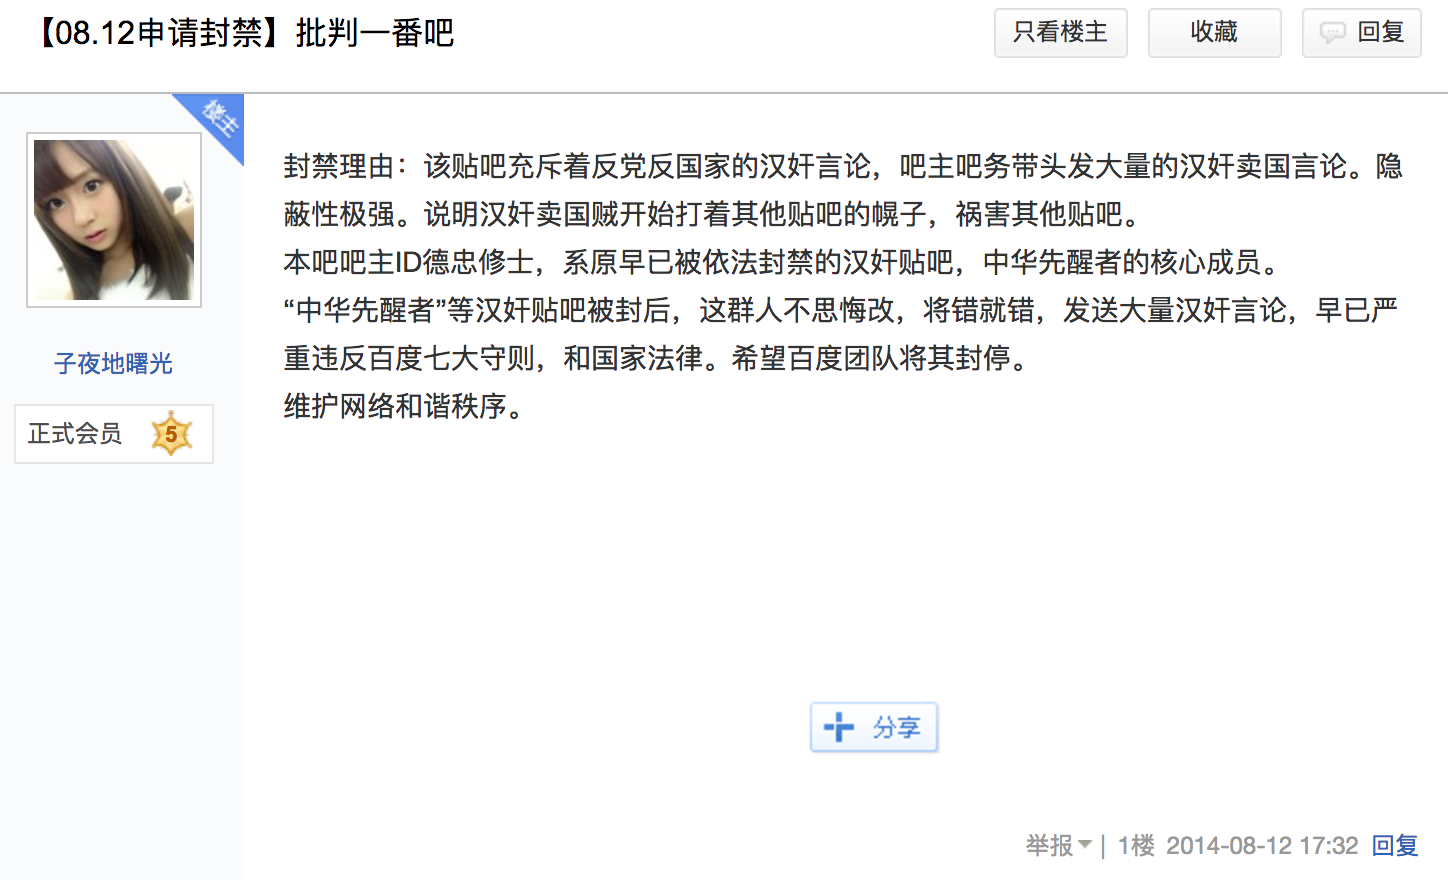 【08.12申请封禁】批判一番吧
只看楼主
收藏
回复
楼主
子夜地曙光
正式会员 5
封禁理由：该贴吧充斥着反党反国家的汉奸言论，吧主吧务带头发大量的汉奸卖国言论。隐
蔽性极强。说明汉奸卖国贼开始打着其他贴吧的幌子，祸害其他贴吧。
本吧吧主ID德忠修士，系原早已被依法封禁的汉奸贴吧，中华先醒者的核心成员。
“中华先醒者”等汉奸贴吧被封后，这群人不思悔改，将错就错，发送大量汉奸言论，早已严
重违反百度七大守则，和国家法律。希望百度团队将其封停。
维护网络和谐秩序。
分享
举报 | 1楼 2014-08-12 17:32 回复